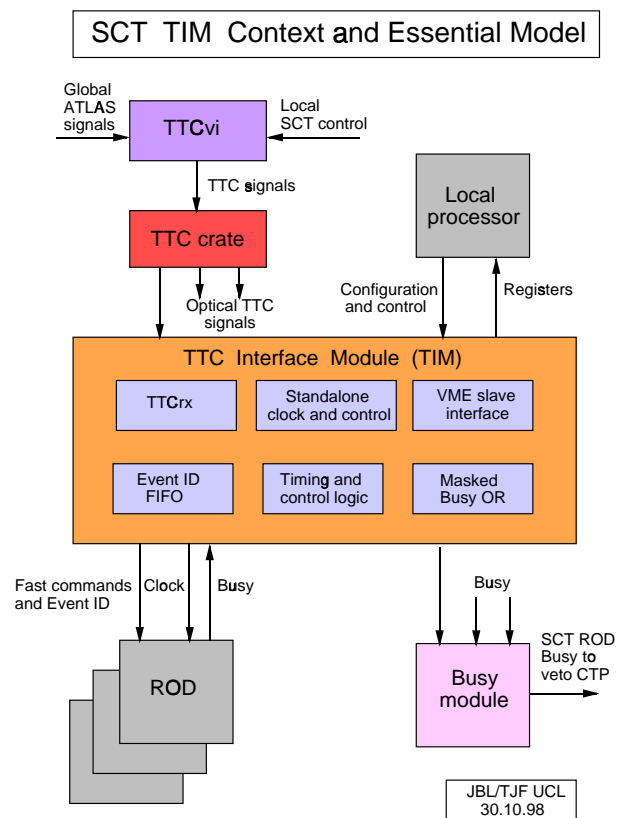 SCT TIM Context and Essential Model
Global
ATLAS
signals
TTCvi
Local
SCT control
TTC signals
TTC crate
Local
processor
Optical TTC
signals
Configuration
and control
Registers
TTC Interface Module (TIM)
TTCrx
Standalone
clock and control
VME slave
interface
Event ID
FIFO
Timing and
control logic
Masked
Busy OR
Fast commands
and Event ID
Clock
Busy
Busy
ROD
Busy
module
SCT ROD
Busy to
veto CTP
JBL/TJF UCL
30.10.98